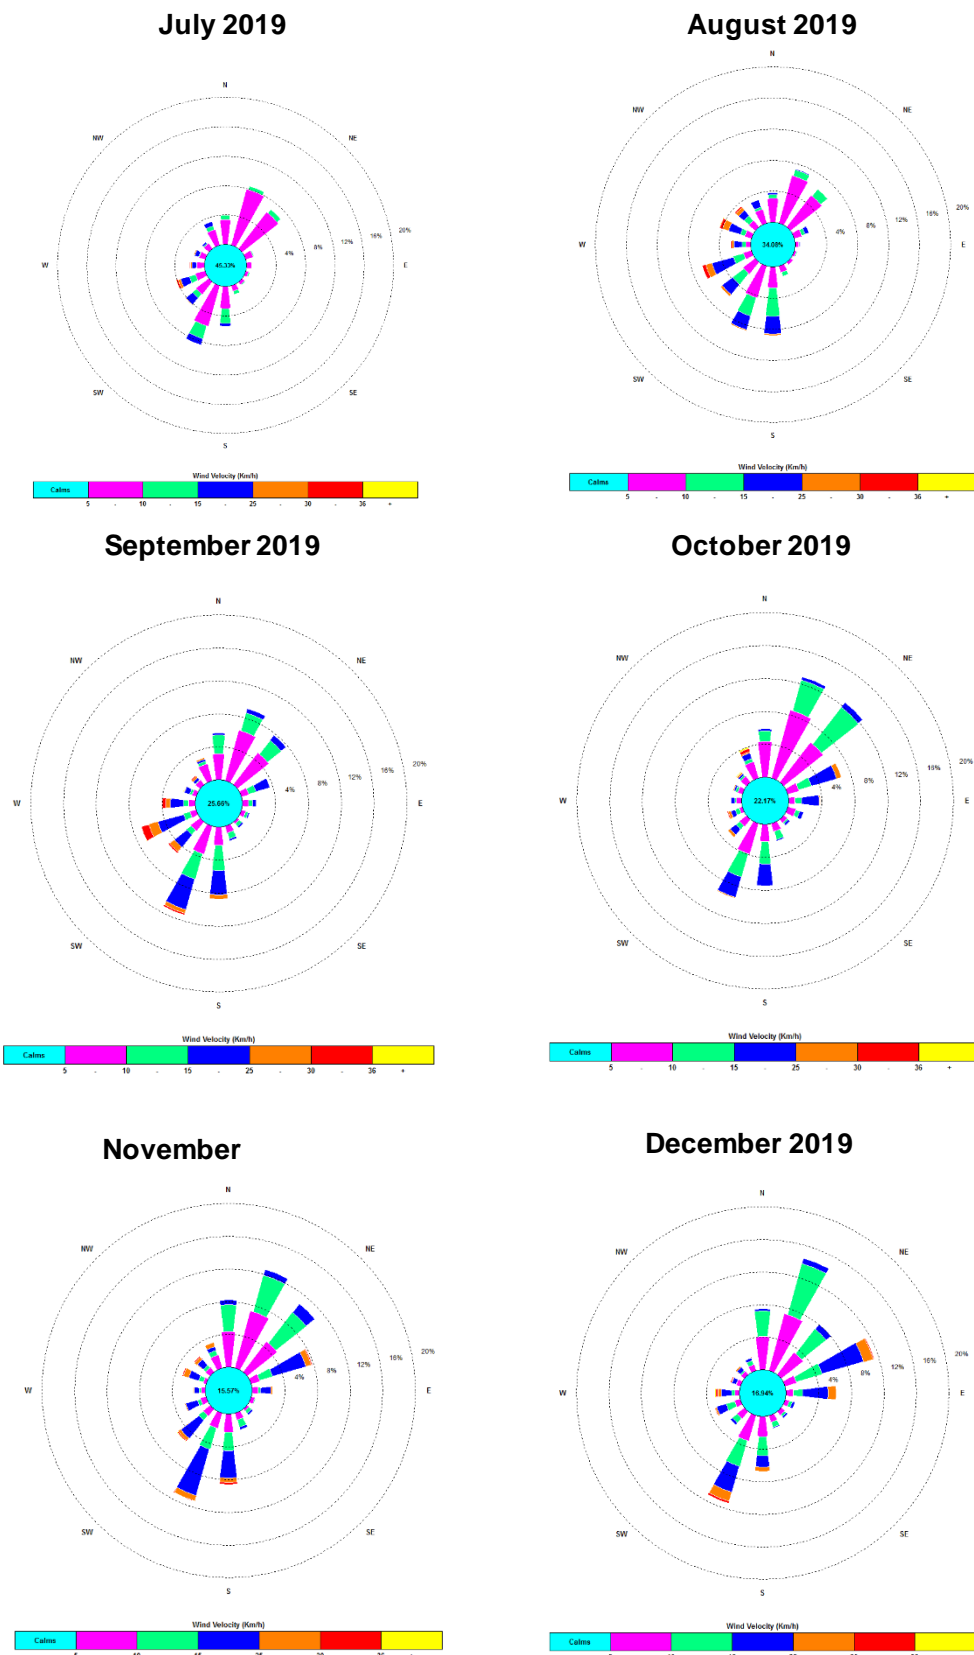 July 2019
August 2019
N
NW
NE
W
E
SW
SE
S
45.33%
4%
8%
12%
16%
20%
Wind Velocity (Km/h)
Calms
5 - 10 - 15 - 25 - 30 - 36 +
N
NW
NE
W
E
SW
SE
S
34.08%
4%
8%
12%
16%
20%
Wind Velocity (Km/h)
Calms
5 - 10 - 15 - 25 - 30 - 36 +
September 2019
October 2019
N
NW
NE
W
E
SW
SE
S
25.66%
4%
8%
12%
16%
20%
Wind Velocity (Km/h)
Calms
5 - 10 - 15 - 25 - 30 - 36 +
N
NW
NE
W
E
SW
SE
S
22.17%
4%
8%
12%
16%
20%
Wind Velocity (Km/h)
Calms
5 - 10 - 15 - 25 - 30 - 36 +
November
December 2019
N
NW
NE
W
E
SW
SE
S
15.57%
4%
8%
12%
16%
20%
Wind Velocity (Km/h)
Calms
N
NW
NE
W
E
SW
SE
S
16.94%
4%
8%
12%
16%
20%
Wind Velocity (Km/h)
Calms